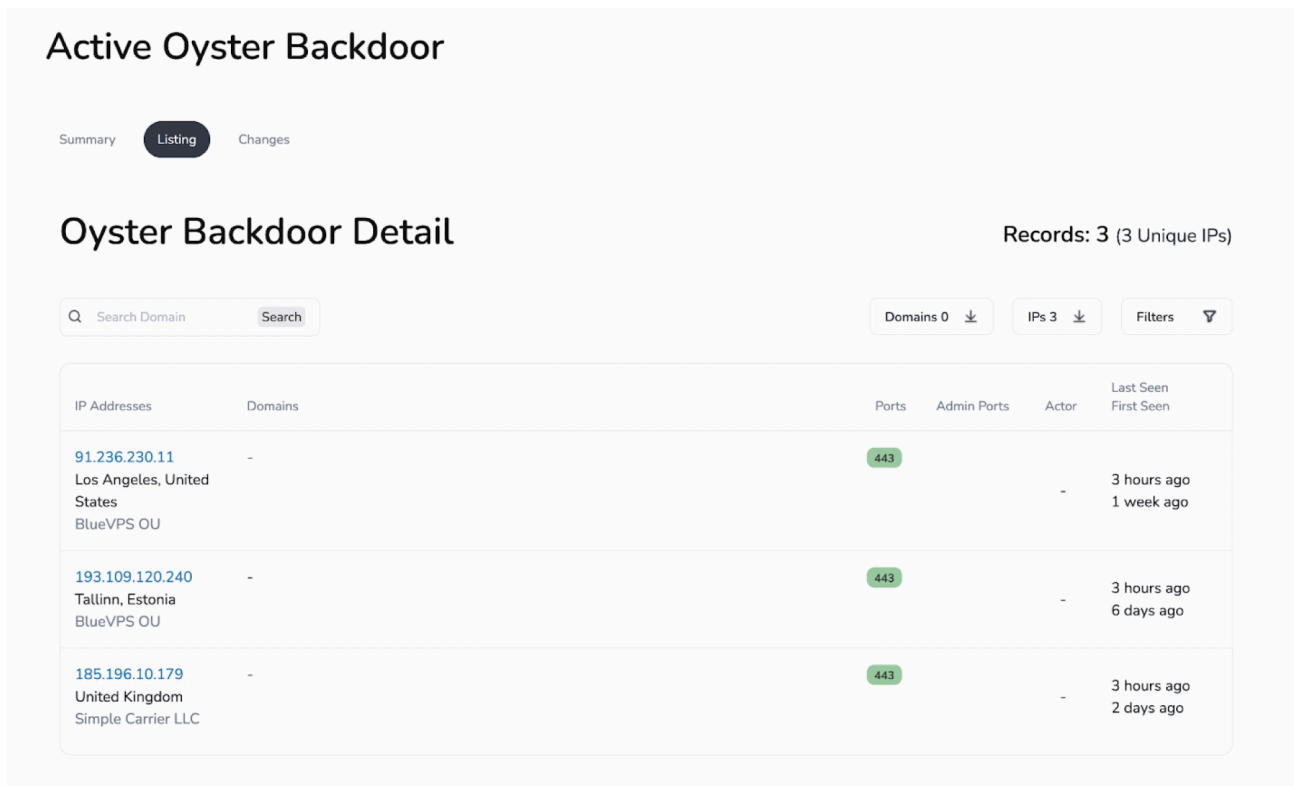 Active Oyster Backdoor
Summary Listing Changes
Oyster Backdoor Detail
Records: 3 (3 Unique IPs)
Search Domain Search
Domains 0 IPs 3 Filters
Last Seen
IP Addresses Domains Ports Admin Ports Actor First Seen
91.236.230.11 - 443
Los Angeles, United 3 hours ago
States - 1 week ago
BlueVPS OU
193.109.120.240 - 443
Tallinn, Estonia - 3 hours ago
BlueVPS OU 6 days ago
185.196.10.179 - 443
United Kingdom - 3 hours ago
Simple Carrier LLC 2 days ago